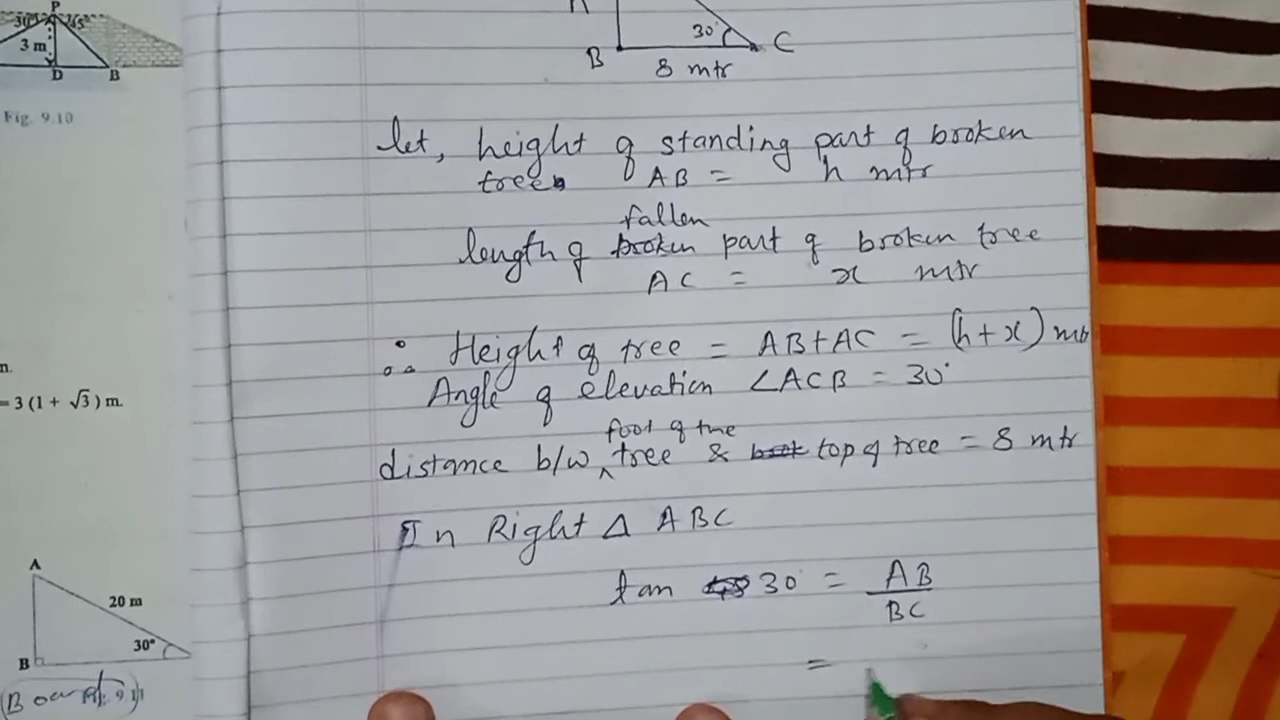 P
30° 45°
3 m
D B
Fig. 9.10
n.
= 3 (1 + √3) m.
A
20 m
30°
B
30°
B C
8 mtr
let, height of standing part of broken
tree AB = h mtr
fallen
length of broken part of broken tree
AC = x mtr
∴ Height of tree = AB+AC = (h+x) mtr
Angle of elevation ∠ACB = 30°
foot of the
distance b/w ^ tree & top of tree = 8 mtr
In Right Δ ABC
tan 30 = AB
BC
=